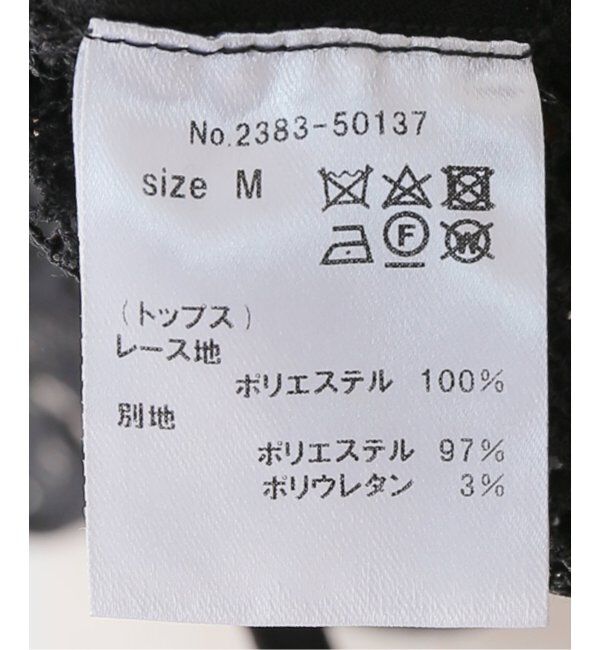 No.2383-50137
size M
F
W
(トップス)
レース地
ポリエステル 100%
別地
ポリエステル 97%
ポリウレタン 3%